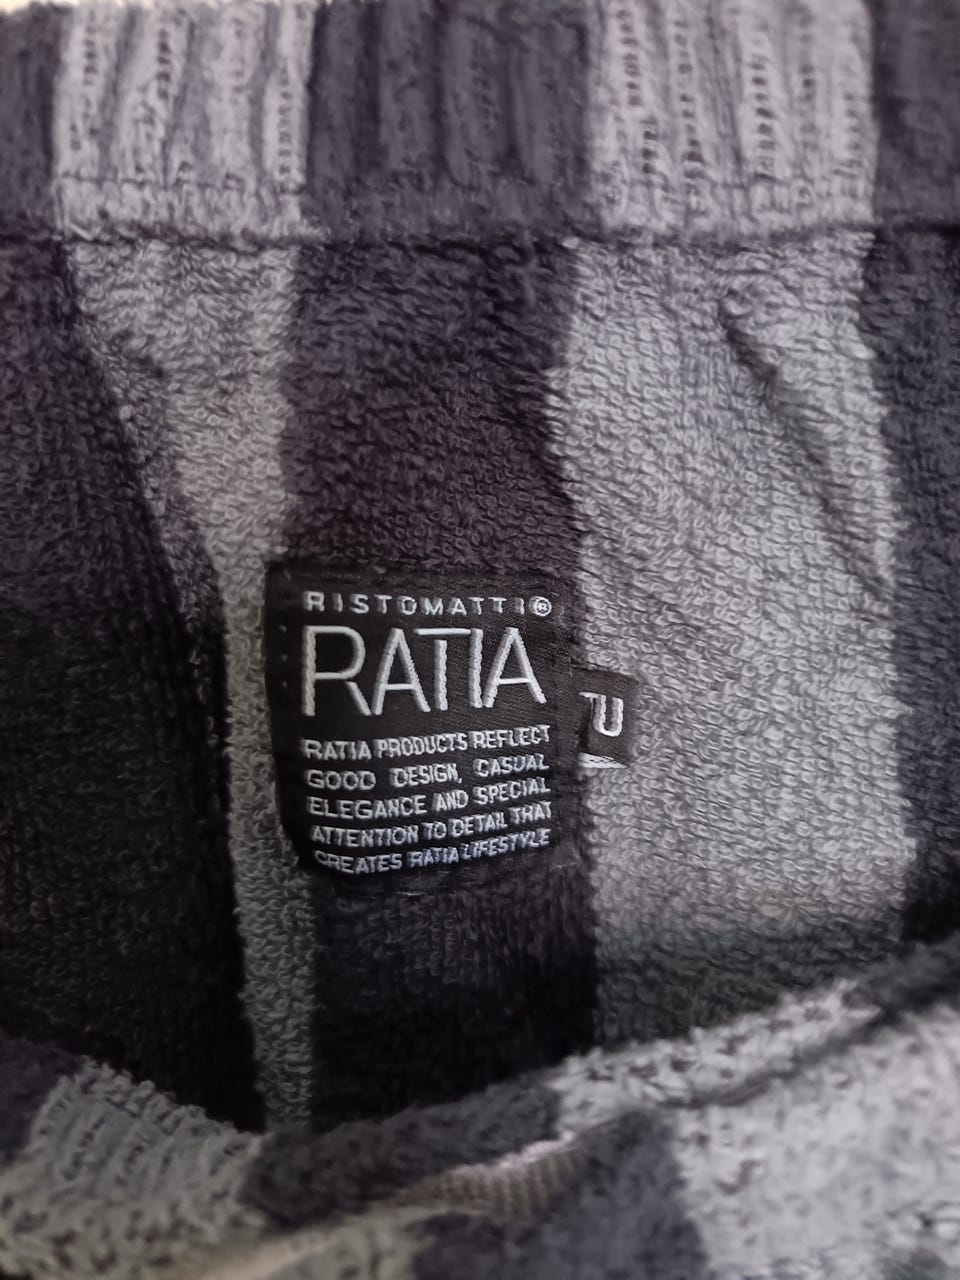 RISTOMATTI®
RATIA
RATIA PRODUCTS REFLECT
GOOD DESIGN, CASUAL
ELEGANCE AND SPECIAL
ATTENTION TO DETAIL THAT
CREATES RATIA LIFESTYLE